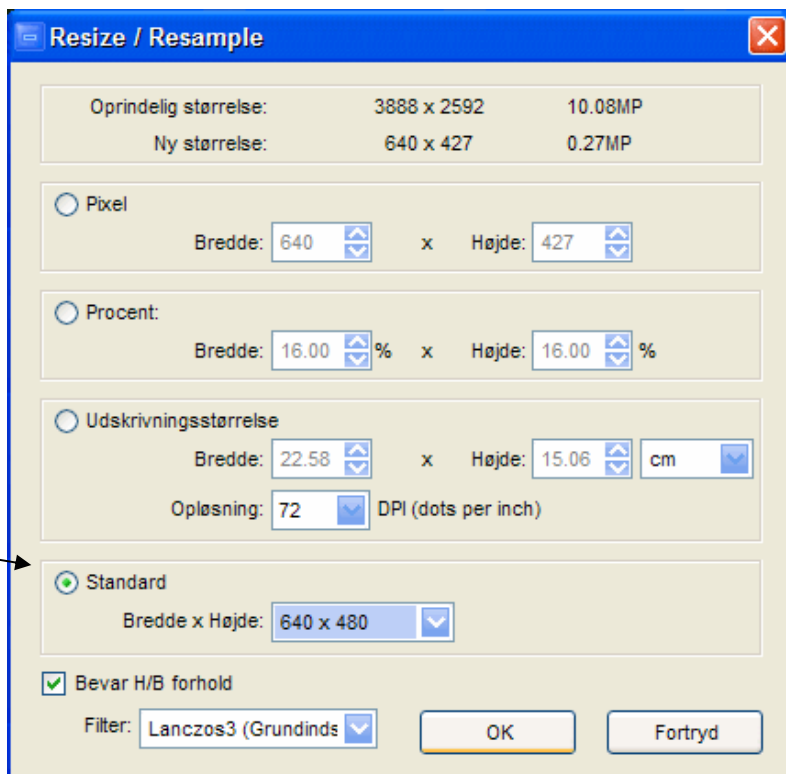 Resize / Resample
Oprindelig størrelse: 3888 x 2592 10.08MP
Ny størrelse: 640 x 427 0.27MP
Pixel
Bredde: 640 x Højde: 427
Procent:
Bredde: 16.00 % x Højde: 16.00 %
Udskrivningsstørrelse
Bredde: 22.58 x Højde: 15.06 cm
Opløsning: 72 DPI (dots per inch)
Standard
Bredde x Højde: 640 x 480
Bevar H/B forhold
Filter: Lanczos3 (Grundinds OK Fortryd